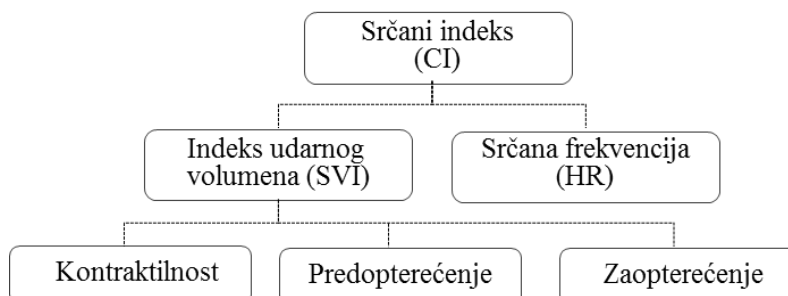 Srčani indeks
(CI)
Indeks udarnog
volumena (SVI)
Srčana frekvencija
(HR)
Kontraktilnost
Predopterećenje
Zaopterećenje